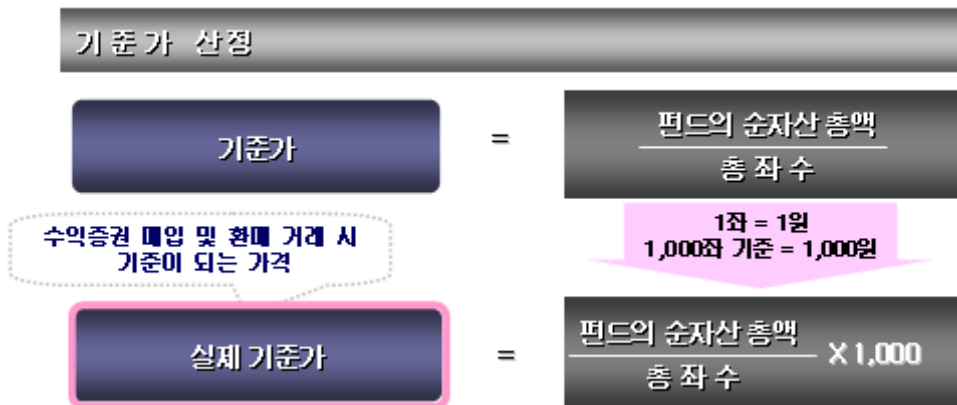 기준가 산정
기준가
=
펀드의 순자산 총액
총 좌 수
수익증권 매입 및 환매 거래 시
기준이 되는 가격
1좌 = 1원
1,000좌 기준 = 1,000원
실제 기준가
=
펀드의 순자산 총액
총 좌 수
X 1,000